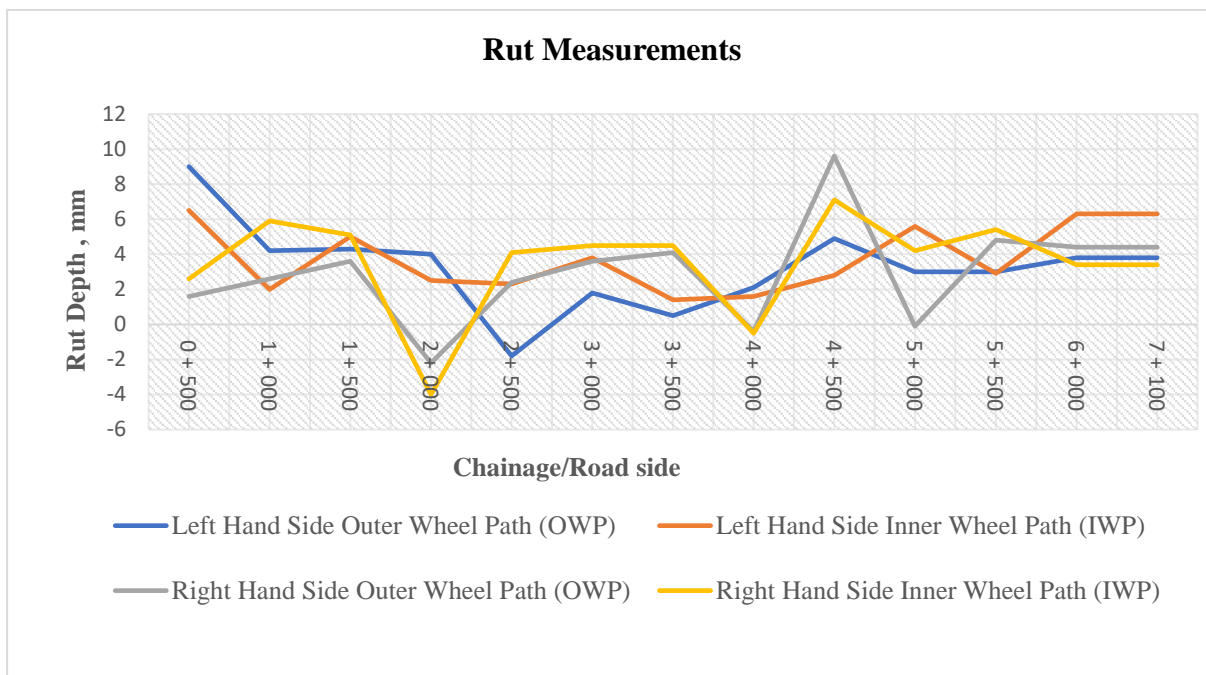 Rut Measurements
12
10
8
6
4
2
0
-2
-4
-6
Rut Depth , mm
0 + 500
1 + 000
1 + 500
2 + 000
2 + 500
3 + 000
3 + 500
4 + 000
4 + 500
5 + 000
5 + 500
6 + 000
7 + 100
Chainage/Road side
Left Hand Side Outer Wheel Path (OWP)
Left Hand Side Inner Wheel Path (IWP)
Right Hand Side Outer Wheel Path (OWP)
Right Hand Side Inner Wheel Path (IWP)